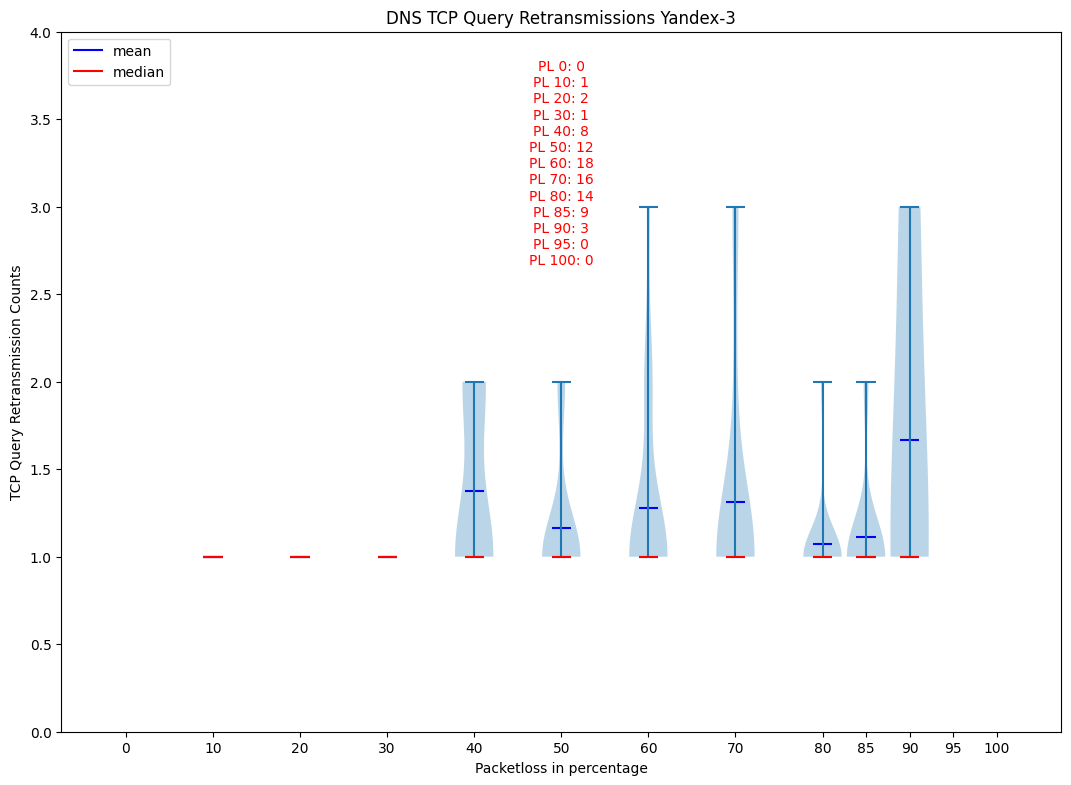 DNS TCP Query Retransmissions Yandex-3
mean
median
PL 0: 0
PL 10: 1
PL 20: 2
PL 30: 1
PL 40: 8
PL 50: 12
PL 60: 18
PL 70: 16
PL 80: 14
PL 85: 9
PL 90: 3
PL 95: 0
PL 100: 0
TCP Query Retransmission Counts
4.0
3.5
3.0
2.5
2.0
1.5
1.0
0.5
0.0
0 10 20 30 40 50 60 70 80 85 90 95 100
Packetloss in percentage